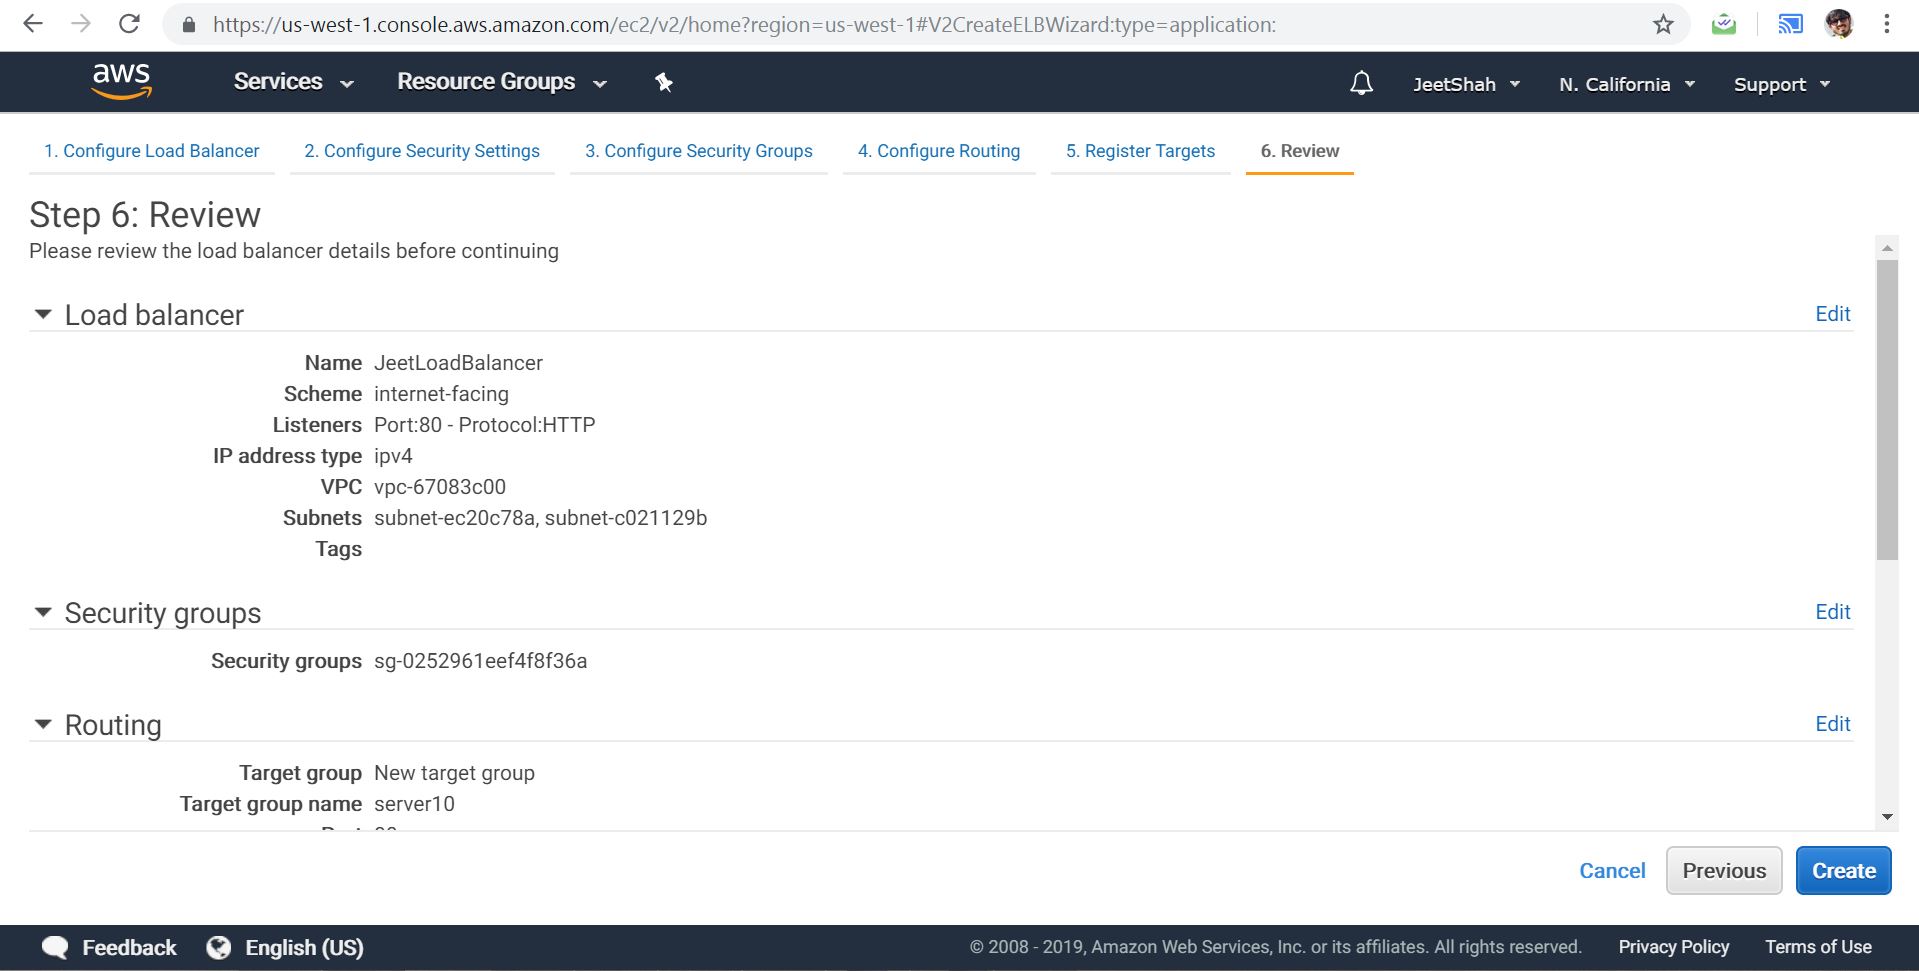 https://us-west-1.console.aws.amazon.com/ec2/v2/home?region=us-west-1#V2CreateELBWizard:type=application:
aws Services Resource Groups JeetShah N. California Support
1. Configure Load Balancer 2. Configure Security Settings 3. Configure Security Groups 4. Configure Routing 5. Register Targets 6. Review
Step 6: Review
Please review the load balancer details before continuing
Load balancer Edit
Name JeetLoadBalancer
Scheme internet-facing
Listeners Port:80 - Protocol:HTTP
IP address type ipv4
VPC vpc-67083c00
Subnets subnet-ec20c78a, subnet-c021129b
Tags
Security groups Edit
Security groups sg-0252961eef4f8f36a
Routing Edit
Target group New target group
Target group name server10
Cancel Previous Create
Feedback English (US) © 2008 - 2019, Amazon Web Services, Inc. or its affiliates. All rights reserved. Privacy Policy Terms of Use